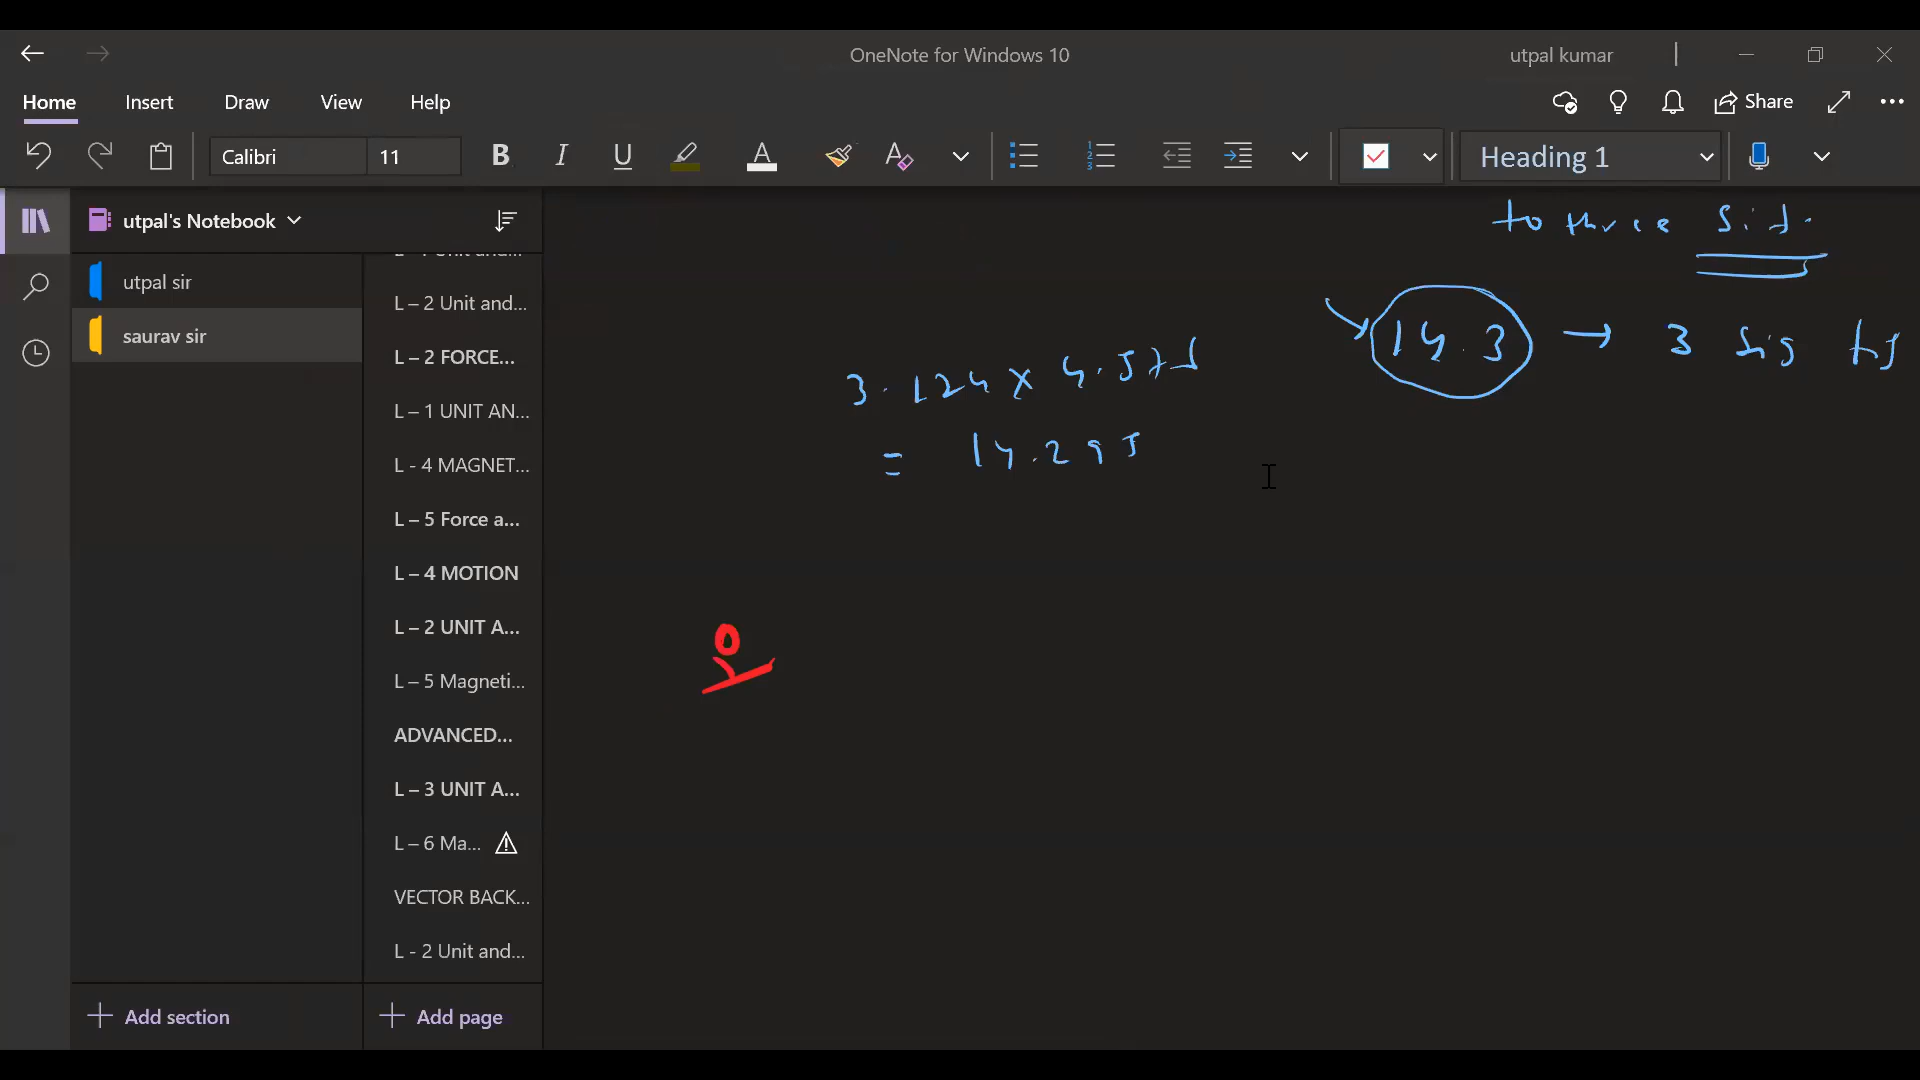 OneNote for Windows 10
utpal kumar
Home Insert Draw View Help
Share
Calibri 11 B I U A A Heading 1
utpal's Notebook
utpal sir
saurav sir
L – 2 Unit and...
L – 2 FORCE...
L – 1 UNIT AN...
L - 4 MAGNET...
L – 5 Force a...
L – 4 MOTION
L – 2 UNIT A...
L – 5 Magneti...
ADVANCED...
L – 3 UNIT A...
L – 6 Ma...
VECTOR BACK...
L - 2 Unit and...
Add section
Add page
to three
14.3 → 3 sig
3.124 ×
= 14.295